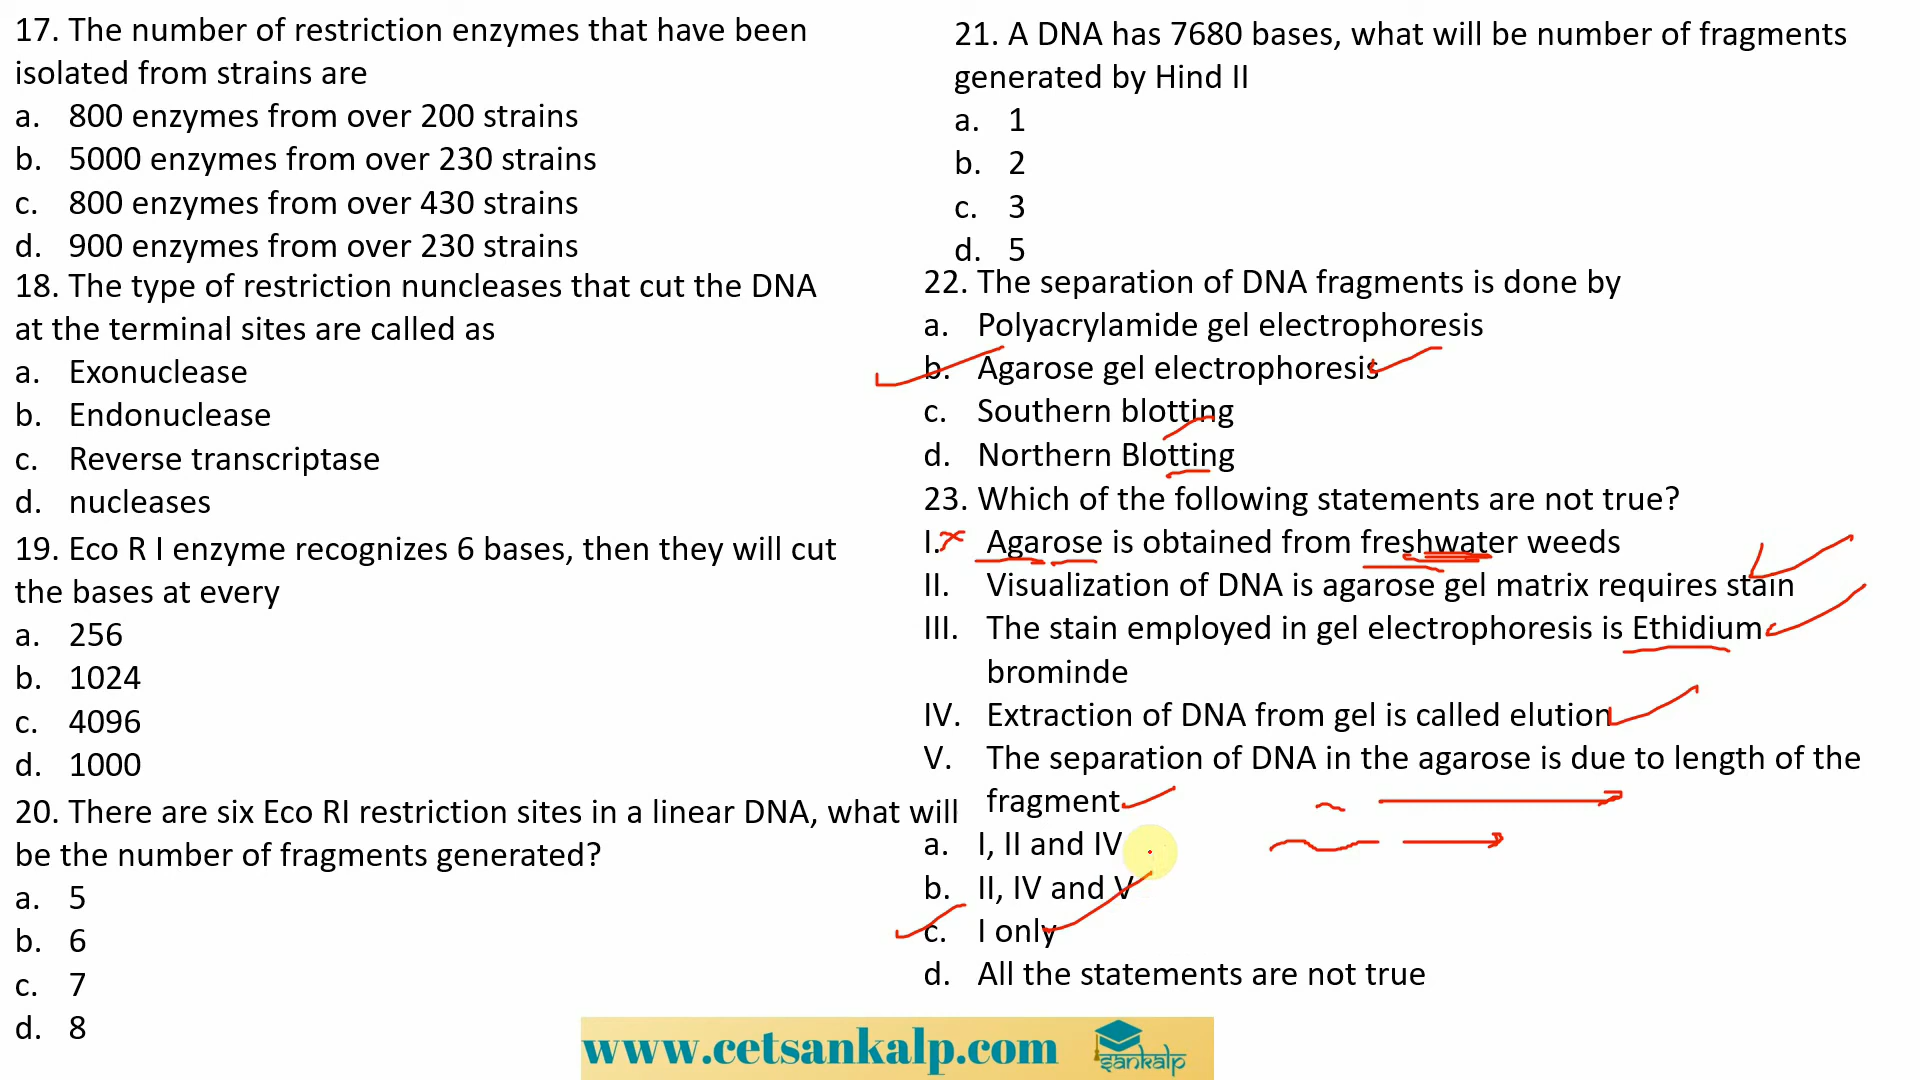 17. The number of restriction enzymes that have been
isolated from strains are
a. 800 enzymes from over 200 strains
b. 5000 enzymes from over 230 strains
c. 800 enzymes from over 430 strains
d. 900 enzymes from over 230 strains
18. The type of restriction nuncleases that cut the DNA
at the terminal sites are called as
a. Exonuclease
b. Endonuclease
c. Reverse transcriptase
d. nucleases
19. Eco R I enzyme recognizes 6 bases, then they will cut
the bases at every
a. 256
b. 1024
c. 4096
d. 1000
20. There are six Eco RI restriction sites in a linear DNA, what will
be the number of fragments generated?
a. 5
b. 6
c. 7
d. 8
21. A DNA has 7680 bases, what will be number of fragments
generated by Hind II
a. 1
b. 2
c. 3
d. 5
22. The separation of DNA fragments is done by
a. Polyacrylamide gel electrophoresis
b. Agarose gel electrophoresis
c. Southern blotting
d. Northern Blotting
23. Which of the following statements are not true?
I. Agarose is obtained from freshwater weeds
II. Visualization of DNA is agarose gel matrix requires stain
III. The stain employed in gel electrophoresis is Ethidium
brominde
IV. Extraction of DNA from gel is called elution
V. The separation of DNA in the agarose is due to length of the
fragment
a. I, II and IV
b. II, IV and V
c. I only
d. All the statements are not true
www.cetsankalp.com
sankalp